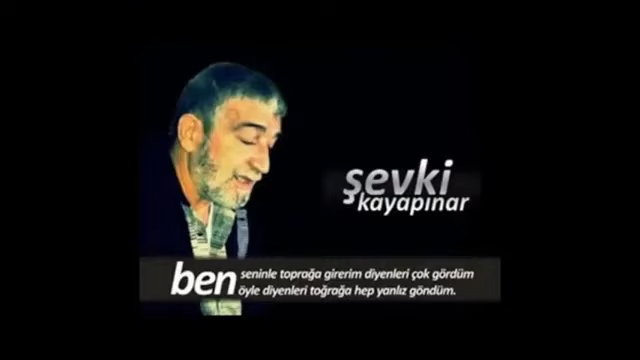 şevki
kayapınar
ben seninle toprağa girerim diyenleri çok gördüm
öyle diyenleri toğrağa hep yanlız göndüm.